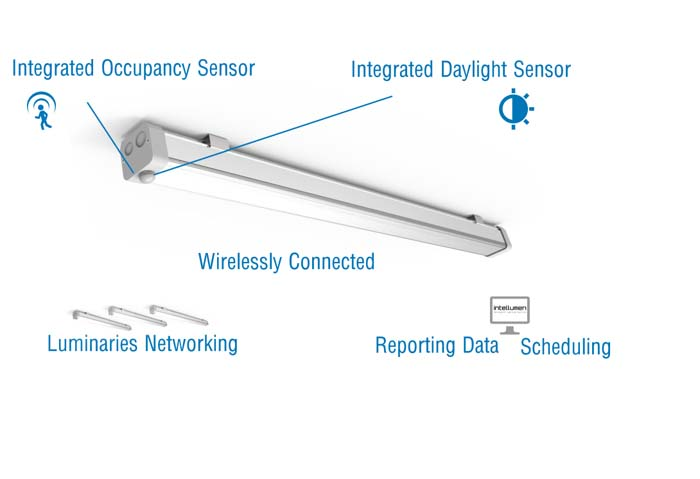 Integrated Occupancy Sensor
Integrated Daylight Sensor
Wirelessly Connected
intellumen
Luminaries Networking
Reporting Data
Scheduling